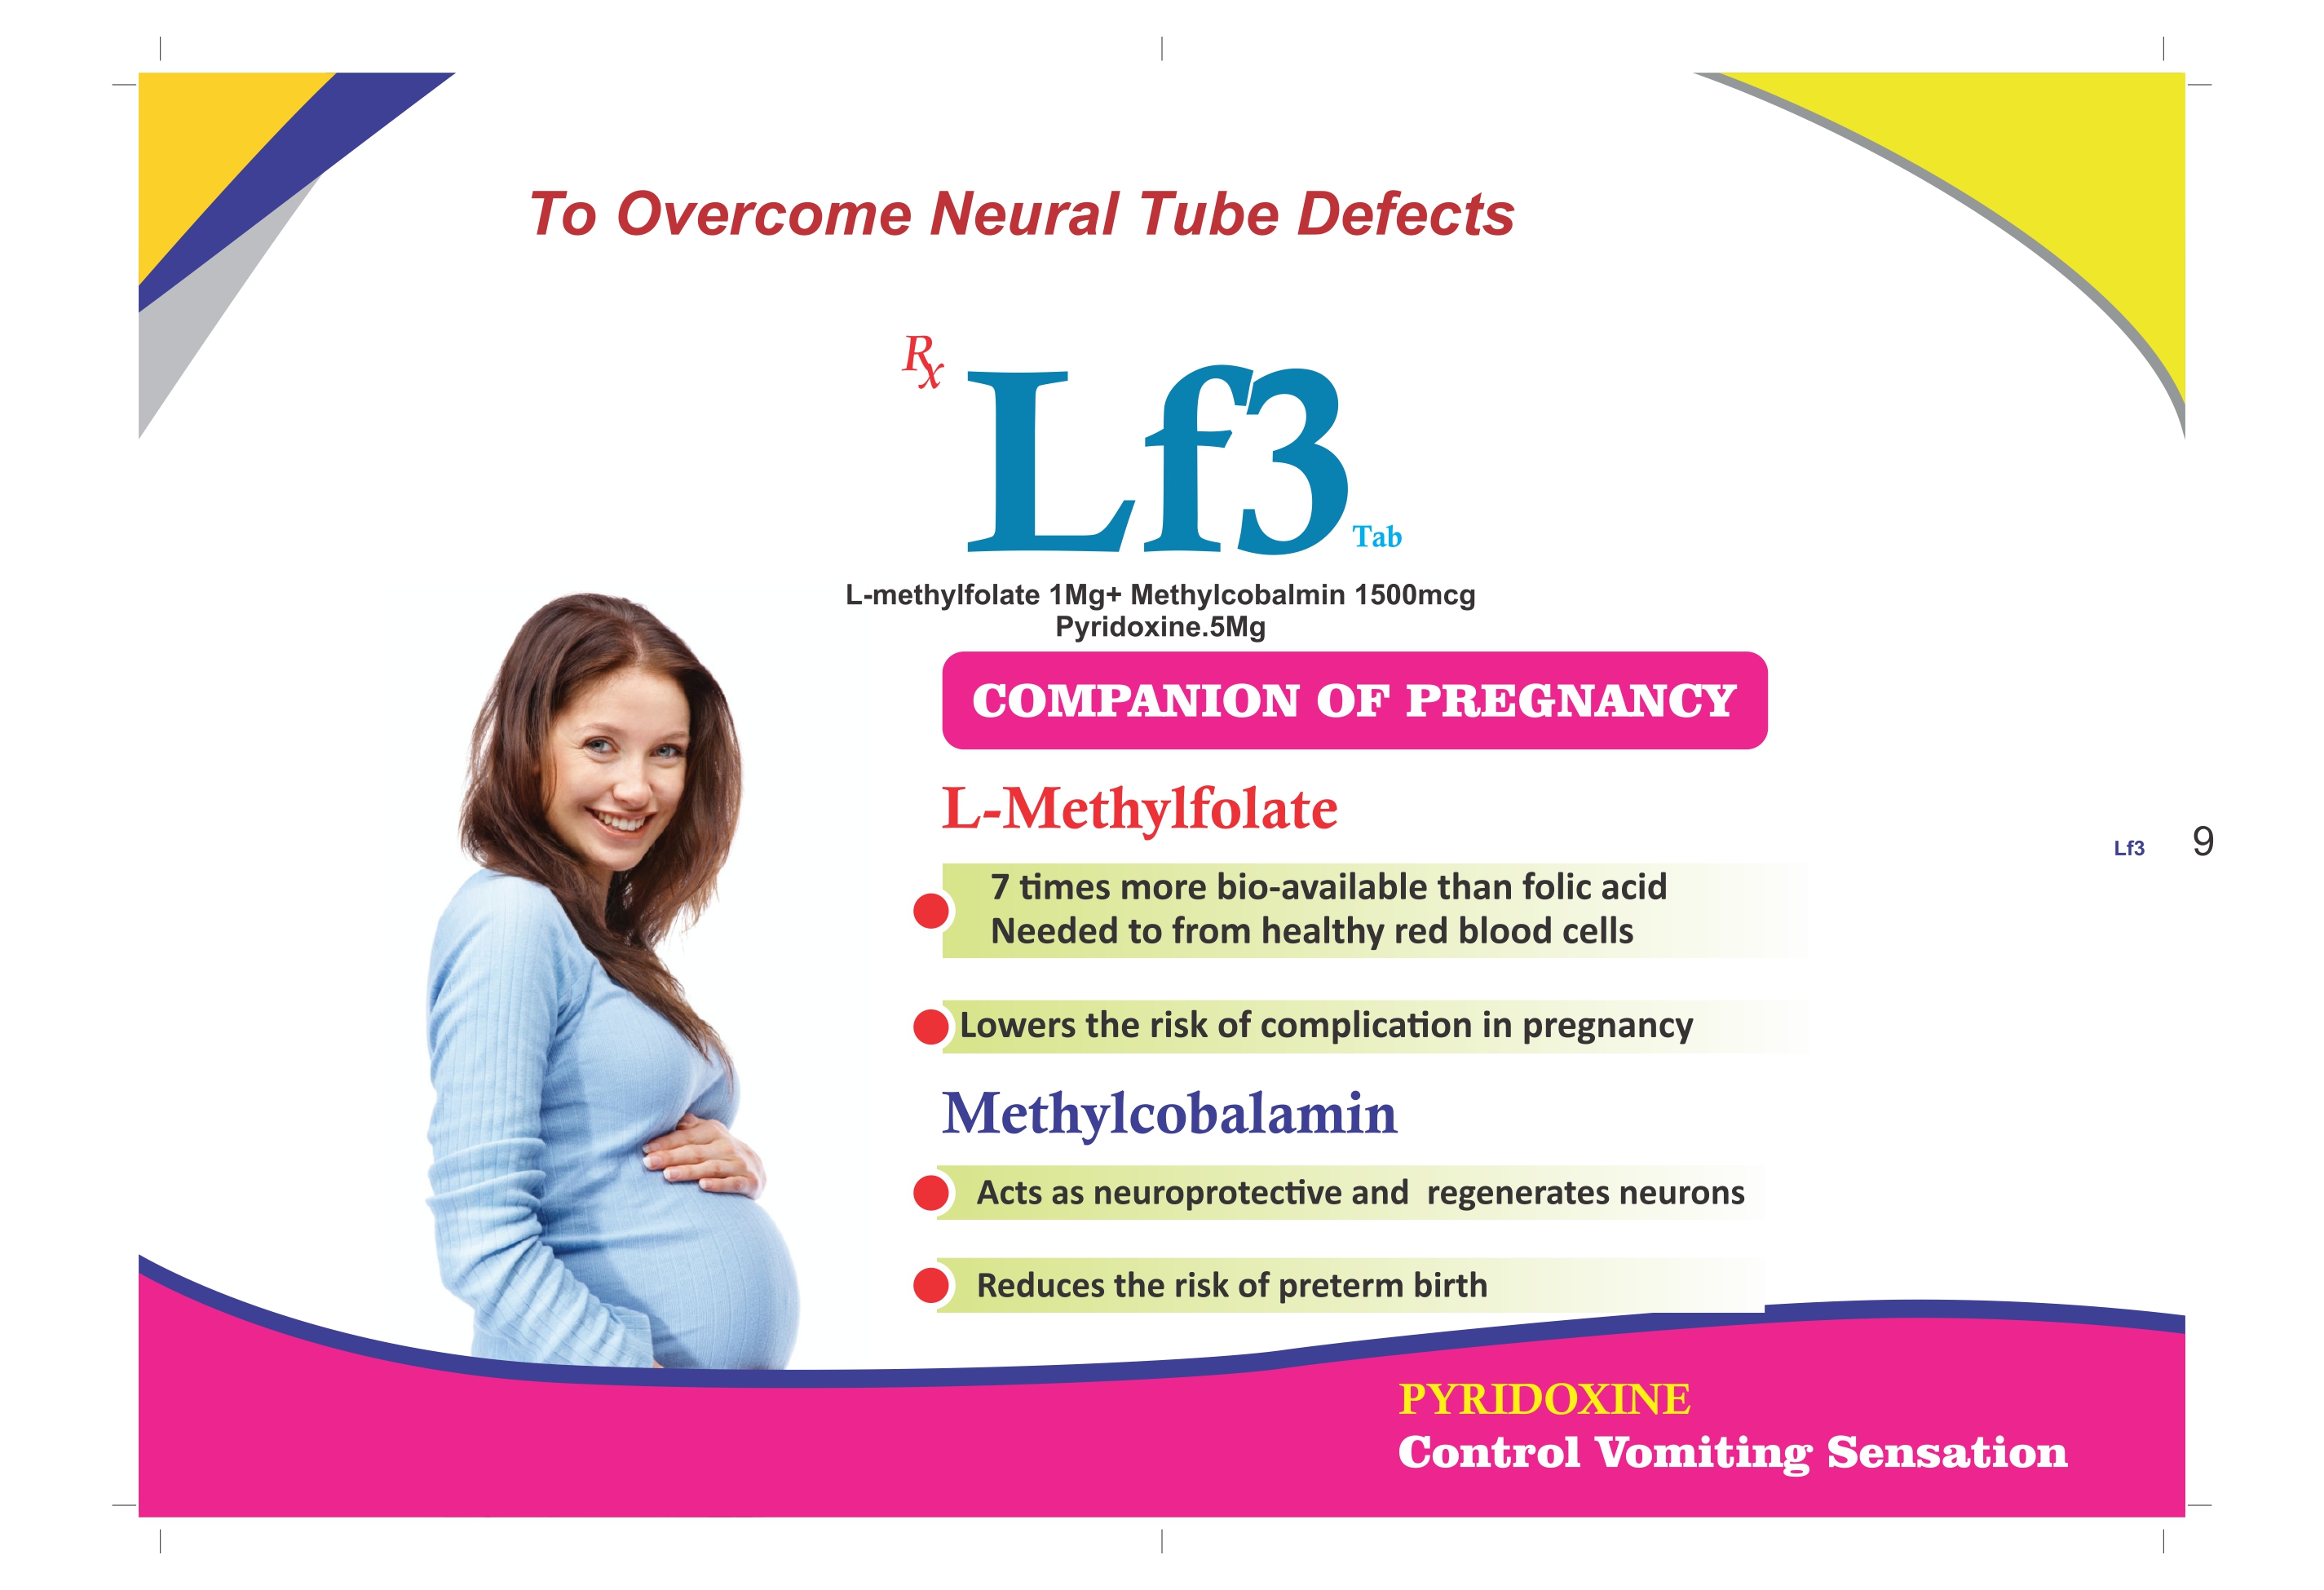 To Overcome Neural Tube Defects
Rx
Lf3 Tab
L-methylfolate 1Mg+ Methylcobalmin 1500mcg
Pyridoxine.5Mg
COMPANION OF PREGNANCY
L-Methylfolate
7 times more bio-available than folic acid
Needed to from healthy red blood cells
Lowers the risk of complication in pregnancy
Lf3 9
Methylcobalamin
Acts as neuroprotective and regenerates neurons
Reduces the risk of preterm birth
PYRIDOXINE
Control Vomiting Sensation